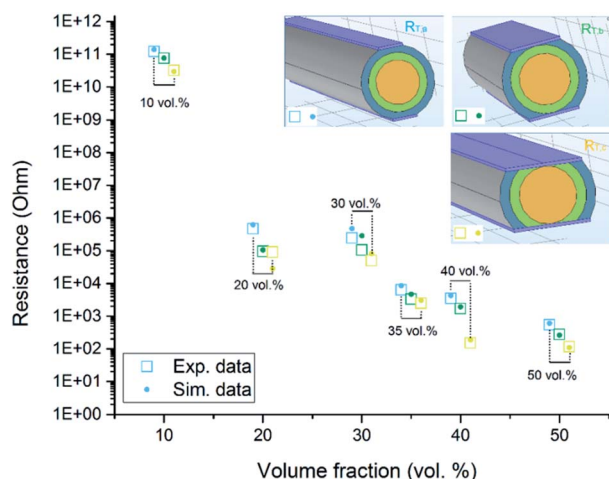 Resistance (Ohm)
1E+12
1E+11
1E+10
1E+09
1E+08
1E+07
1E+06
1E+05
1E+04
1E+03
1E+02
1E+01
1E+00
10 vol.%
20 vol.%
30 vol.%
35 vol.%
40 vol.%
50 vol.%
R_T,a
R_T,b
Exp. data
Sim. data
10
20
30
40
50
Volume fraction (vol. %)